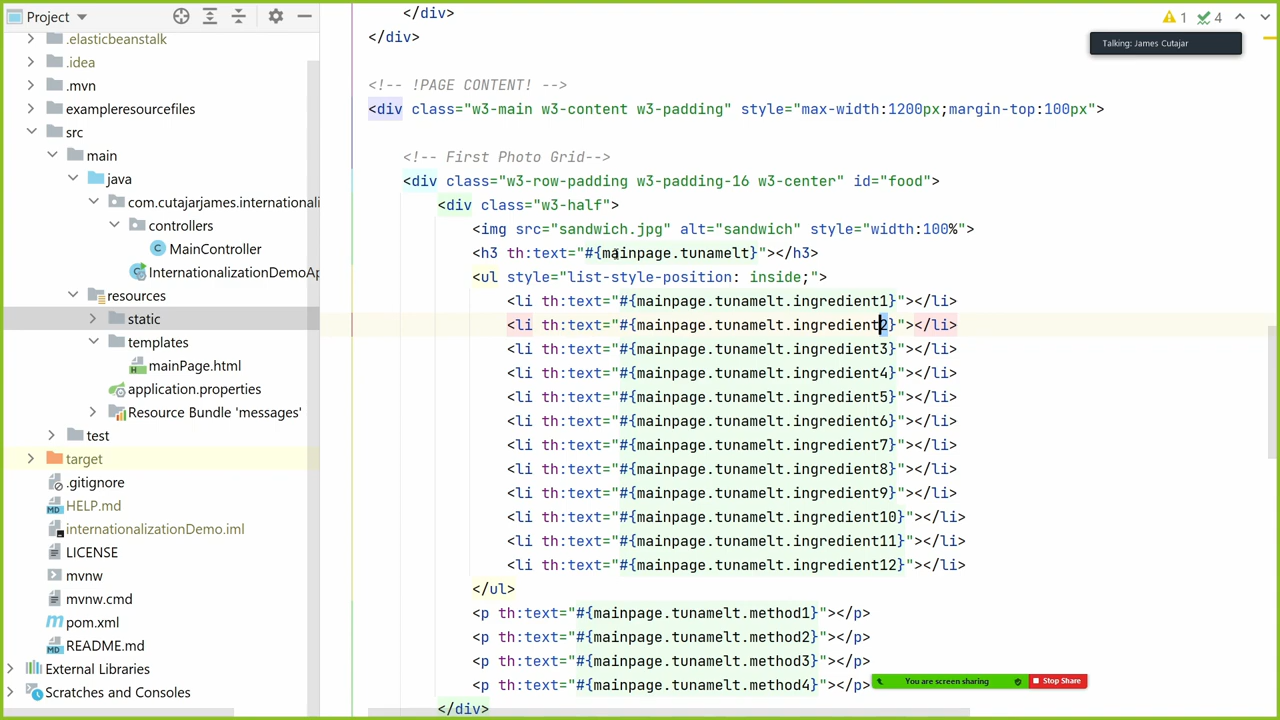 Project
.elasticbeanstalk
.idea
.mvn
exampleresourcefiles
src
main
java
com.cutajarjames.internationali
controllers
MainController
InternationalizationDemoAp
resources
static
templates
mainPage.html
application.properties
Resource Bundle 'messages'
test
target
.gitignore
HELP.md
internationalizationDemo.iml
LICENSE
mvnw
mvnw.cmd
pom.xml
README.md
External Libraries
Scratches and Consoles
</div>
</div>
<!-- !PAGE CONTENT! -->
<div class="w3-main w3-content w3-padding" style="max-width:1200px;margin-top:100px">
<!-- First Photo Grid-->
<div class="w3-row-padding w3-padding-16 w3-center" id="food">
<div class="w3-half">
<img src="sandwich.jpg" alt="sandwich" style="width:100%">
<h3 th:text="#{mainpage.tunamelt}"></h3>
<ul style="list-style-position: inside;">
<li th:text="#{mainpage.tunamelt.ingredient1}"></li>
<li th:text="#{mainpage.tunamelt.ingredient2}"></li>
<li th:text="#{mainpage.tunamelt.ingredient3}"></li>
<li th:text="#{mainpage.tunamelt.ingredient4}"></li>
<li th:text="#{mainpage.tunamelt.ingredient5}"></li>
<li th:text="#{mainpage.tunamelt.ingredient6}"></li>
<li th:text="#{mainpage.tunamelt.ingredient7}"></li>
<li th:text="#{mainpage.tunamelt.ingredient8}"></li>
<li th:text="#{mainpage.tunamelt.ingredient9}"></li>
<li th:text="#{mainpage.tunamelt.ingredient10}"></li>
<li th:text="#{mainpage.tunamelt.ingredient11}"></li>
<li th:text="#{mainpage.tunamelt.ingredient12}"></li>
</ul>
<p th:text="#{mainpage.tunamelt.method1}"></p>
<p th:text="#{mainpage.tunamelt.method2}"></p>
<p th:text="#{mainpage.tunamelt.method3}"></p>
<p th:text="#{mainpage.tunamelt.method4}"></p>
</div>
1 4
Talking: James Cutajar
You are screen sharing
Stop Share